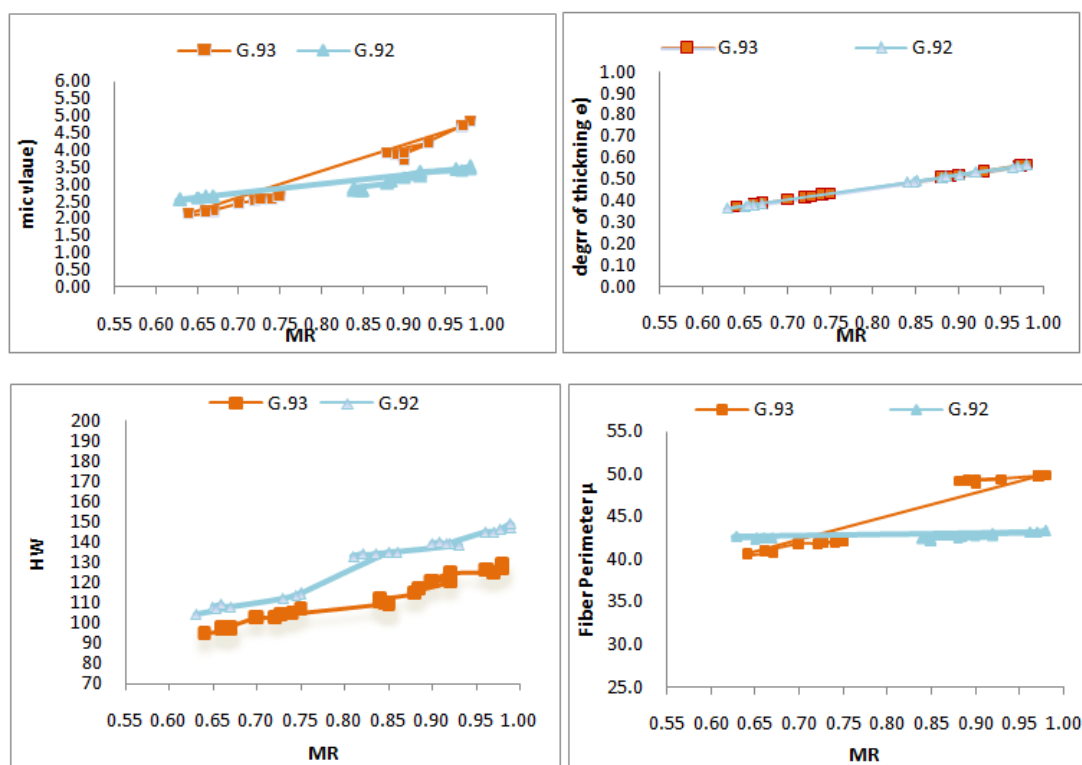 G.93 G.92
6.00
5.50
5.00
4.50
4.00
3.50
3.00
2.50
2.00
1.50
1.00
0.50
0.00
mic vlaue)
0.55 0.60 0.65 0.70 0.75 0.80 0.85 0.90 0.95 1.00
MR
G.93 G.92
1.00
0.90
0.80
0.70
0.60
0.50
0.40
0.30
0.20
0.10
0.00
degrr of thickning ɵ)
0.55 0.60 0.65 0.70 0.75 0.80 0.85 0.90 0.95 1.00
MR
G.93 G.92
200
190
180
170
160
150
140
130
120
110
100
90
80
70
HW
0.55 0.60 0.65 0.70 0.75 0.80 0.85 0.90 0.95 1.00
MR
G.93 G.92
55.0
50.0
45.0
40.0
35.0
30.0
25.0
Fiber Perimeter µ
0.55 0.60 0.65 0.70 0.75 0.80 0.85 0.90 0.95 1.00
MR